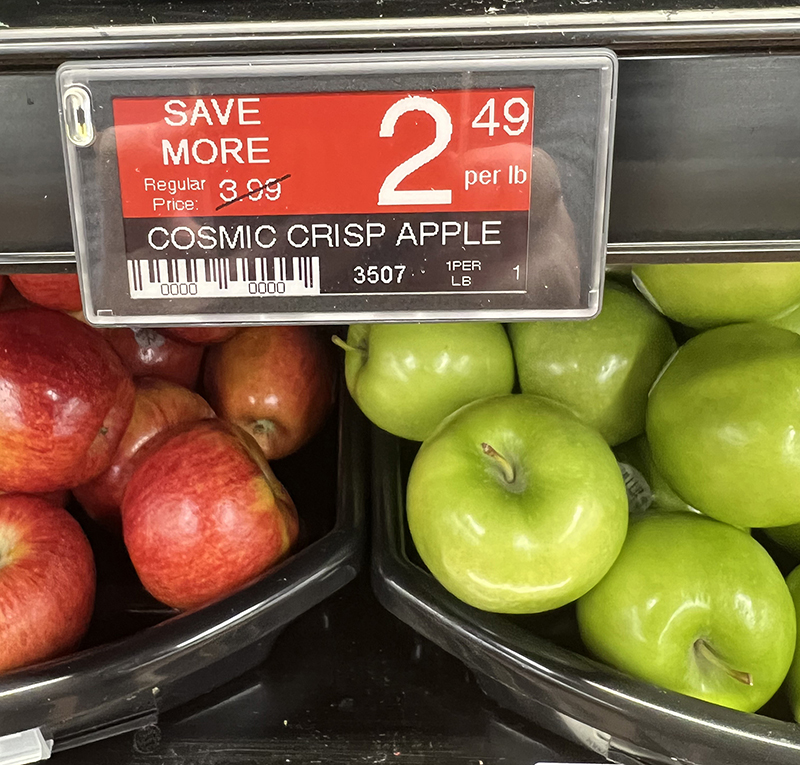 SAVE
MORE
Regular
Price: 3.99
2 49
per lb
COSMIC CRISP APPLE
0000 0000
3507
1PER
LB
1